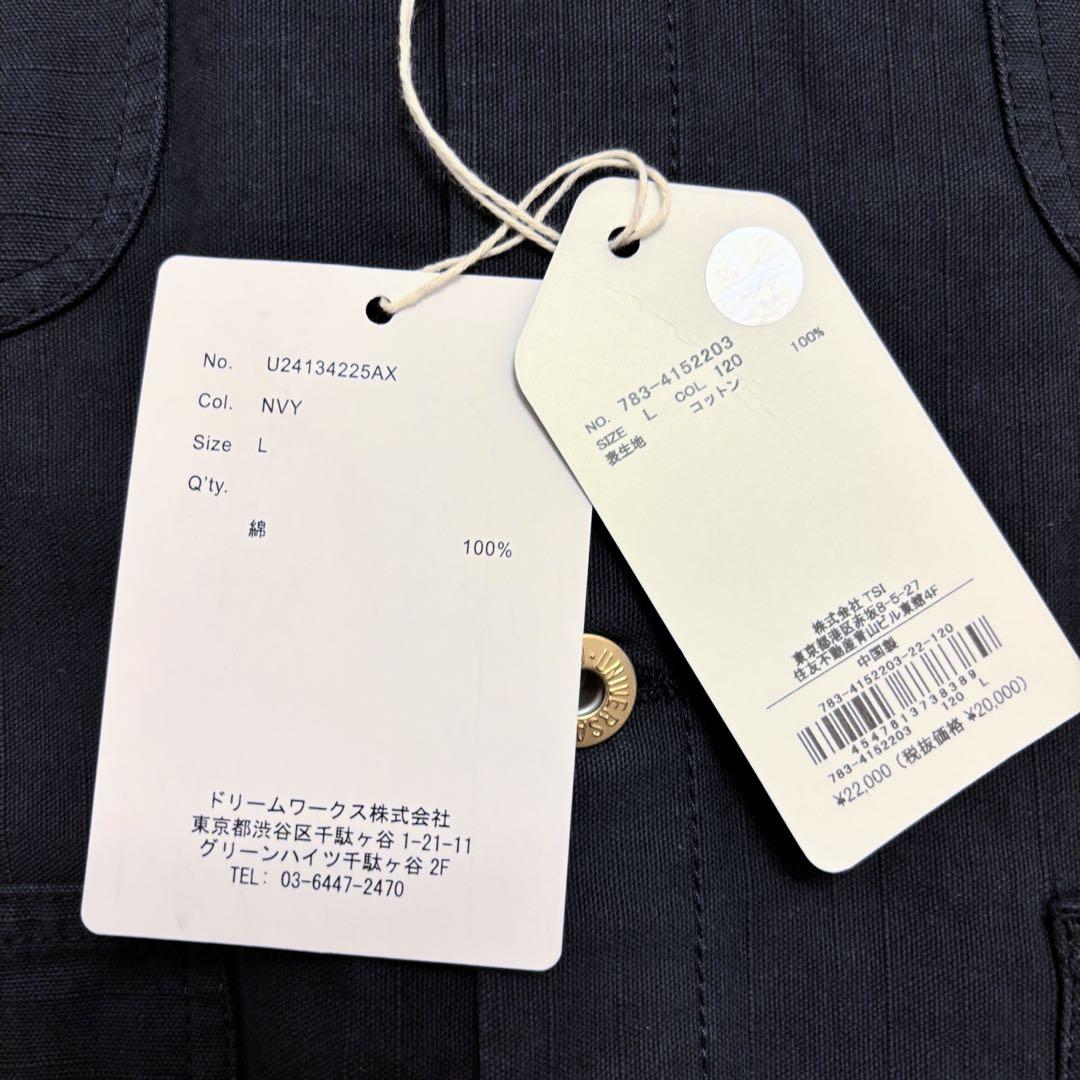 No. U24134225AX
Col. NVY
Size L
Q'ty.
綿 100%
ドリームワークス株式会社
東京都渋谷区千駄ヶ谷 1-21-11
グリーンハイツ千駄ヶ谷 2F
TEL: 03-6447-2470
NO. 783-4152203
SIZE L COL 120
表生地 コットン 100%
株式会社 TSI
東京都港区赤坂8-5-27
住友不動産青山ビル東館4F
中国製
783-4152203-22-120
4547813738389
783-4152203 120 L
¥22,000 (税抜価格 ¥20,000)
UNIVERSA